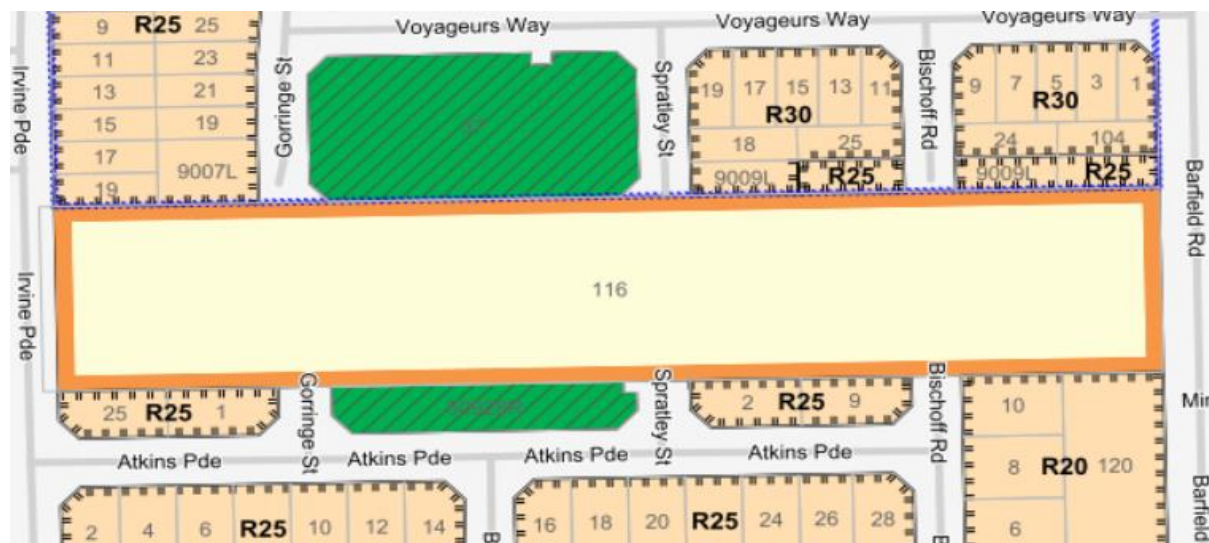 Voyageurs Way
Voyageurs Way
Voyageurs Way
9 R25 25
11 23
13 21
15 19
17
19
9007L
Irvine Pde
Gorringe St
Spratley St
19 17 15 13 11
R30
18 25
9009L R25
Bischoff Rd
9 7 5 3 1
R30
24 104
9009L R25
Barfield Rd
116
Irvine Pde
25 R25 1
Gorringe St
Spratley St
2 R25 9
Bischoff Rd
Atkins Pde
Atkins Pde
Atkins Pde
Atkins Pde
10
8 R20 120
6
Barfield
2 4 6 R25 10 12 14
16 18 20 R25 24 26 28